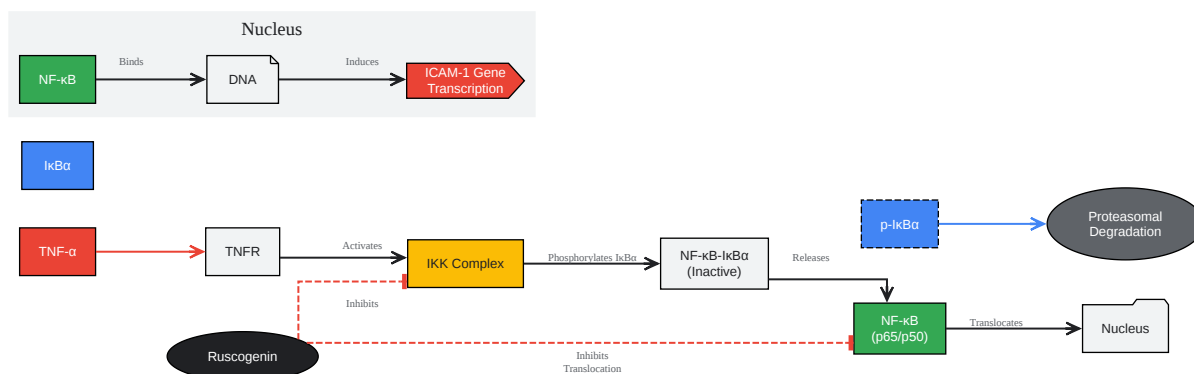 Nucleus
NF-κB
Binds
DNA
Induces
ICAM-1 Gene
Transcription
IκBα
TNF-α
TNFR
Activates
IKK Complex
Phosphorylates IκBα
NF-κB-IκBα
(Inactive)
Releases
p-IκBα
Proteasomal
Degradation
Inhibits
NF-κB
(p65/p50)
Translocates
Nucleus
Ruscogenin
Inhibits
Translocation